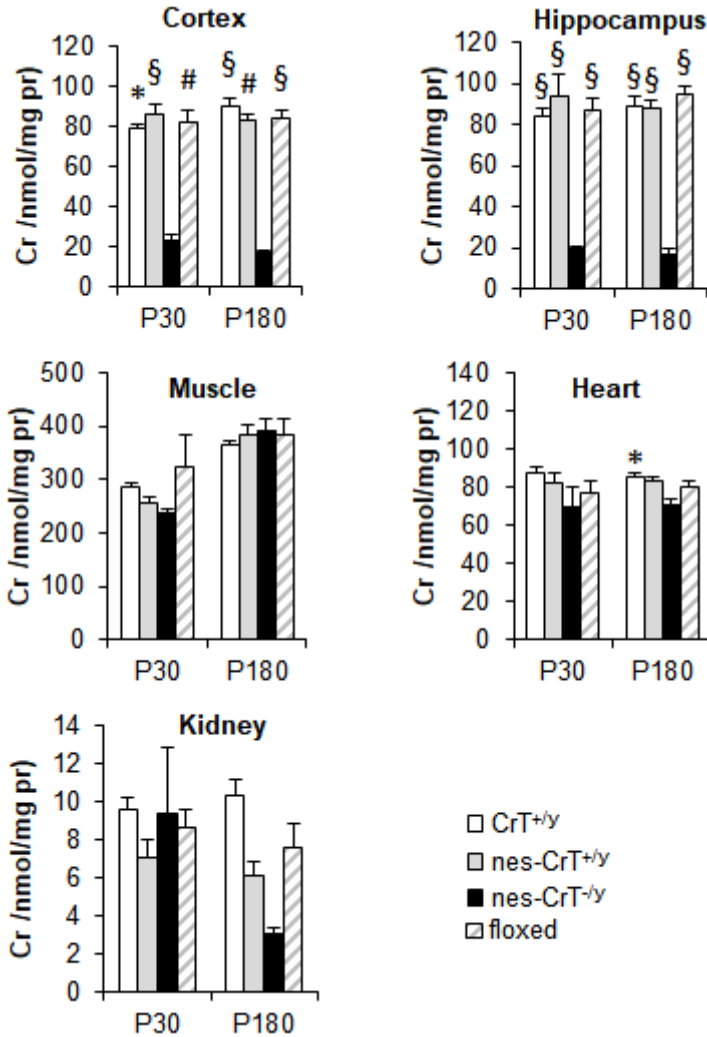 Cortex
Cr /nmol/mg pr)
120
100
80
60
40
20
0
* § # § # §
P30 P180
Hippocampus
Cr /nmol/mg pr)
120
100
80
60
40
20
0
§ § § § § §
P30 P180
Muscle
Cr /nmol/mg pr)
500
400
300
200
100
0
P30 P180
Heart
Cr /nmol/mg pr)
140
120
100
80
60
40
20
0
*
P30 P180
Kidney
Cr /nmol/mg pr)
14
12
10
8
6
4
2
0
P30 P180
CrT+/y
nes-CrT+/y
nes-CrT-/y
floxed